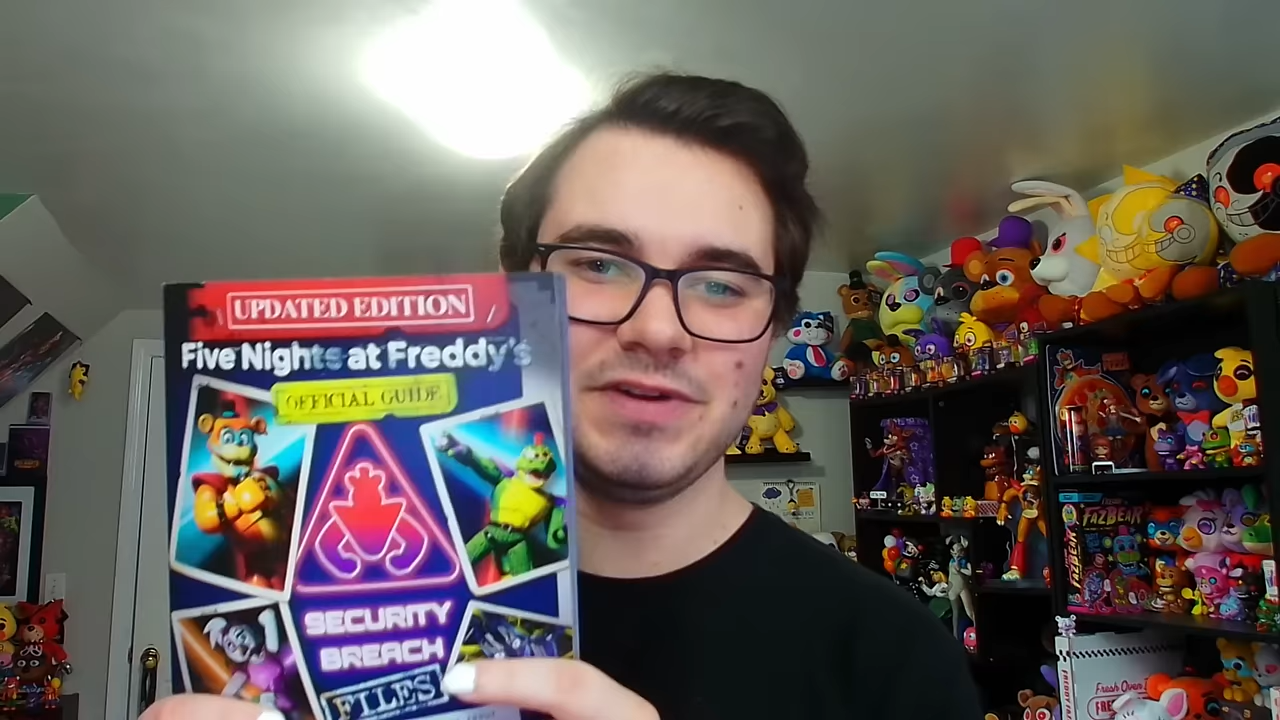 UPDATED EDITION
Five Nights at Freddy's
OFFICIAL GUIDE
SECURITY
BREACH
FILES
FAZBEAR
Fresh Oven